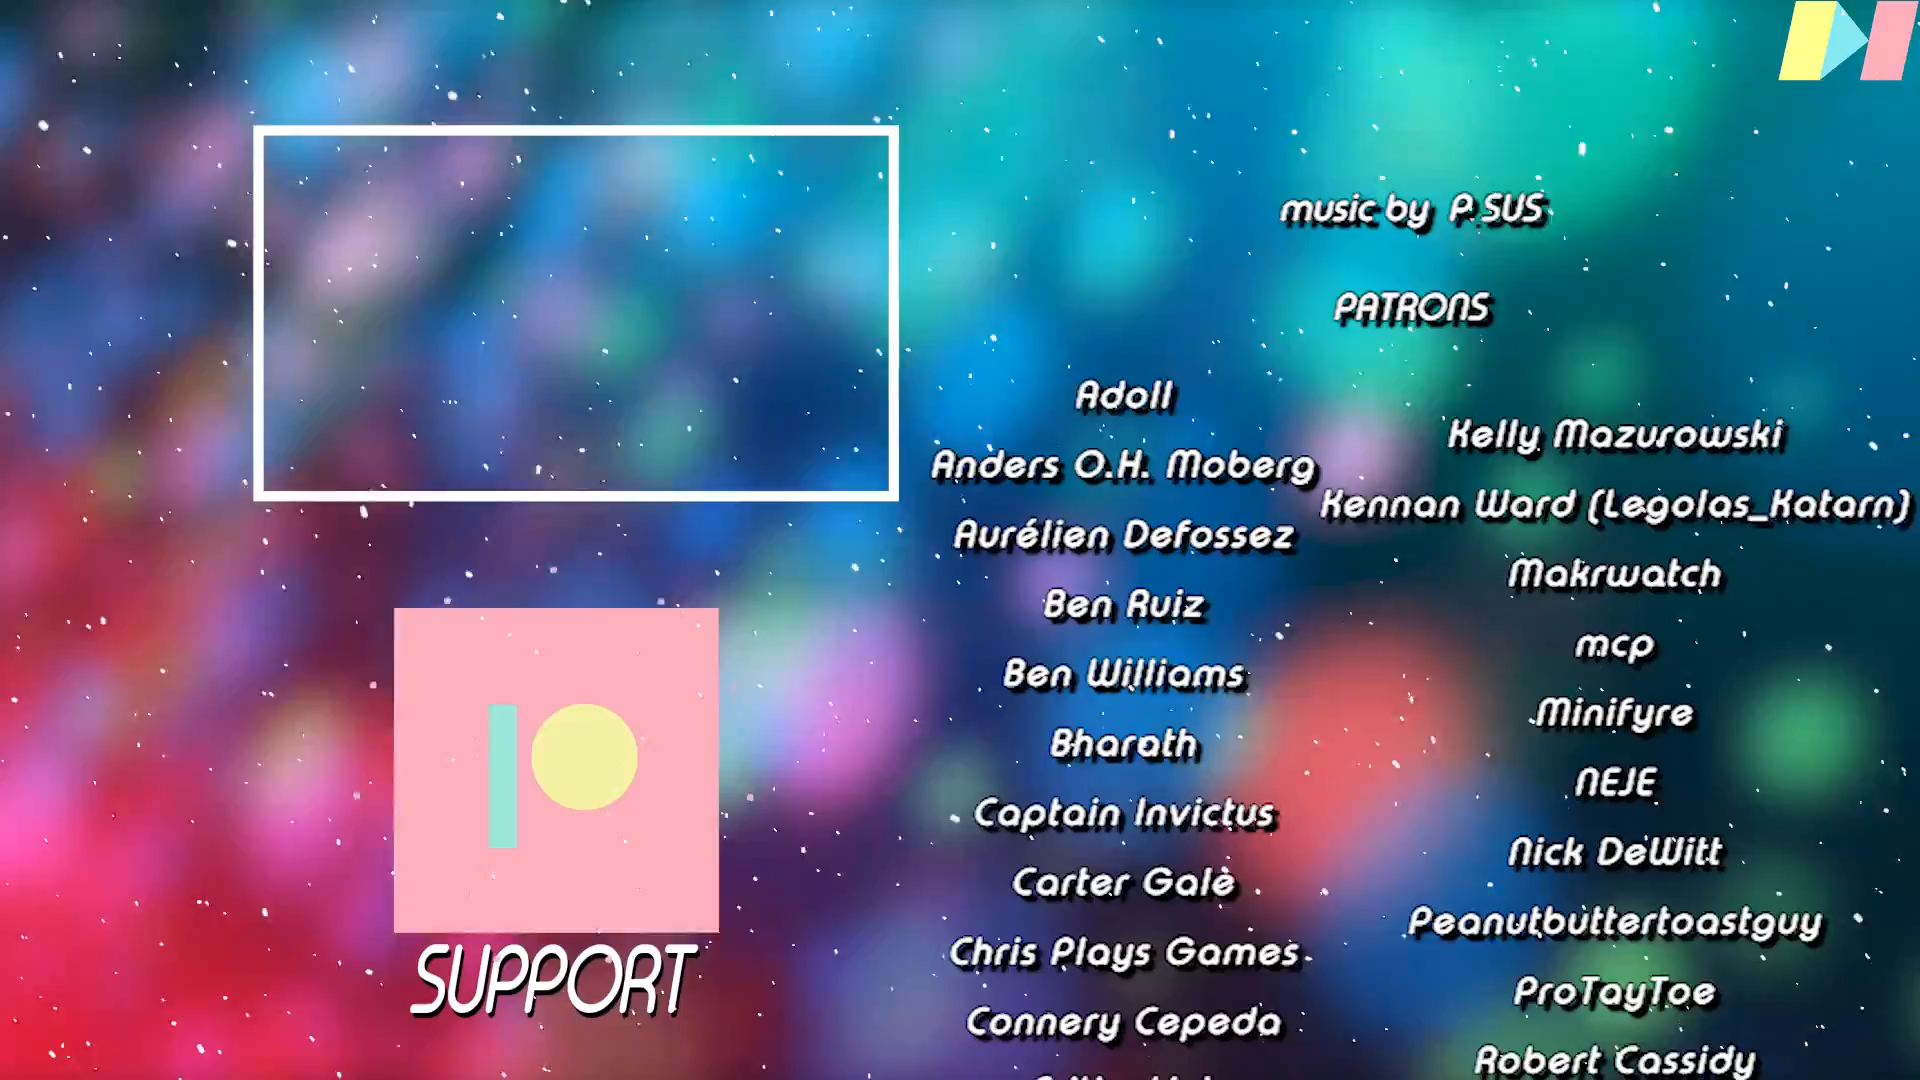 music by P. SUS
PATRONS
Adoll
Anders O.H. Moberg
Aurélien Defossez
Ben Ruiz
Ben Williams
Bharath
Captain Invictus
Carter Gale
Chris Plays Games
Connery Cepeda
Kelly Mazurowski
Kennan Ward (Legolas_Katarn)
Makrwatch
mcp
Minifyre
NEJE
Nick DeWitt
Peanutbuttertoastguy
ProTayToe
Robert Cassidy
SUPPORT